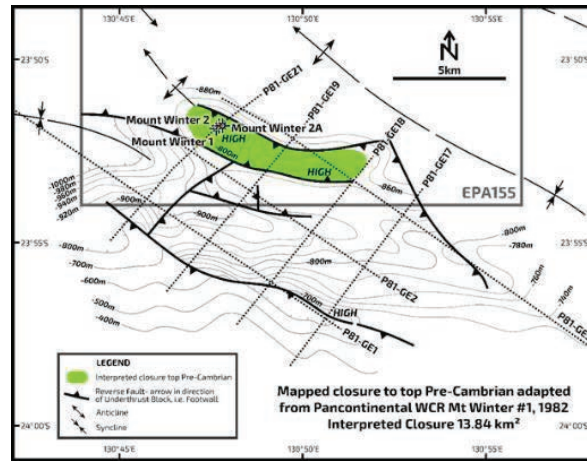 130°45'E
130°50'E
130°55'E
23°50'S
23°50'S
N
5km
P81-GE21
P81-GE19
P81-GE18
P81-GE17
-880m
Mount Winter 2
Mount Winter 2A
Mount Winter 1
HIGH
-800m
HIGH
-860m
EPA155
-1000m
-980m
-960m
-940m
-920m
-900m
-900m
23°55'S
23°55'S
-800m
-700m
-600m
-500m
-400m
-800m
-800m
-780m
-760m
-740m
P81-GE2
-700m
HIGH
P81-GE1
LEGEND
Interpreted closure top Pre-Cambrian
Reverse Fault- arrow in direction
of Underthrust Block, i.e. Footwall
Anticline
Syncline
Mapped closure to top Pre-Cambrian adapted
from Pancontinental WCR Mt Winter #1, 1982
Interpreted Closure 13.84 km²
24°00'S
24°00'S
130°45'E
130°50'E
130°55'E